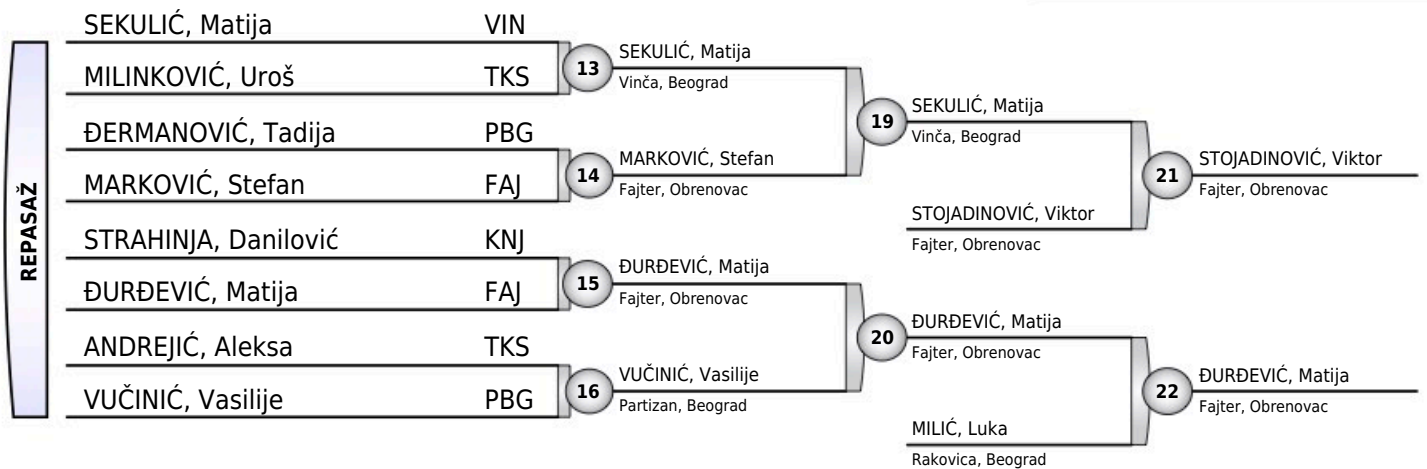 REPASAŽ
SEKULIĆ, Matija VIN
MILINKOVIĆ, Uroš TKS
ĐERMANOVIĆ, Tadija PBG
MARKOVIĆ, Stefan FAJ
STRAHINJA, Danilović KNJ
ĐURĐEVIĆ, Matija FAJ
ANDREJIĆ, Aleksa TKS
VUČINIĆ, Vasilije PBG
13
SEKULIĆ, Matija
Vinča, Beograd
14
MARKOVIĆ, Stefan
Fajter, Obrenovac
15
ĐURĐEVIĆ, Matija
Fajter, Obrenovac
16
VUČINIĆ, Vasilije
Partizan, Beograd
19
SEKULIĆ, Matija
Vinča, Beograd
STOJADINOVIĆ, Viktor
Fajter, Obrenovac
20
ĐURĐEVIĆ, Matija
Fajter, Obrenovac
MILIĆ, Luka
Rakovica, Beograd
21
STOJADINOVIĆ, Viktor
Fajter, Obrenovac
22
ĐURĐEVIĆ, Matija
Fajter, Obrenovac